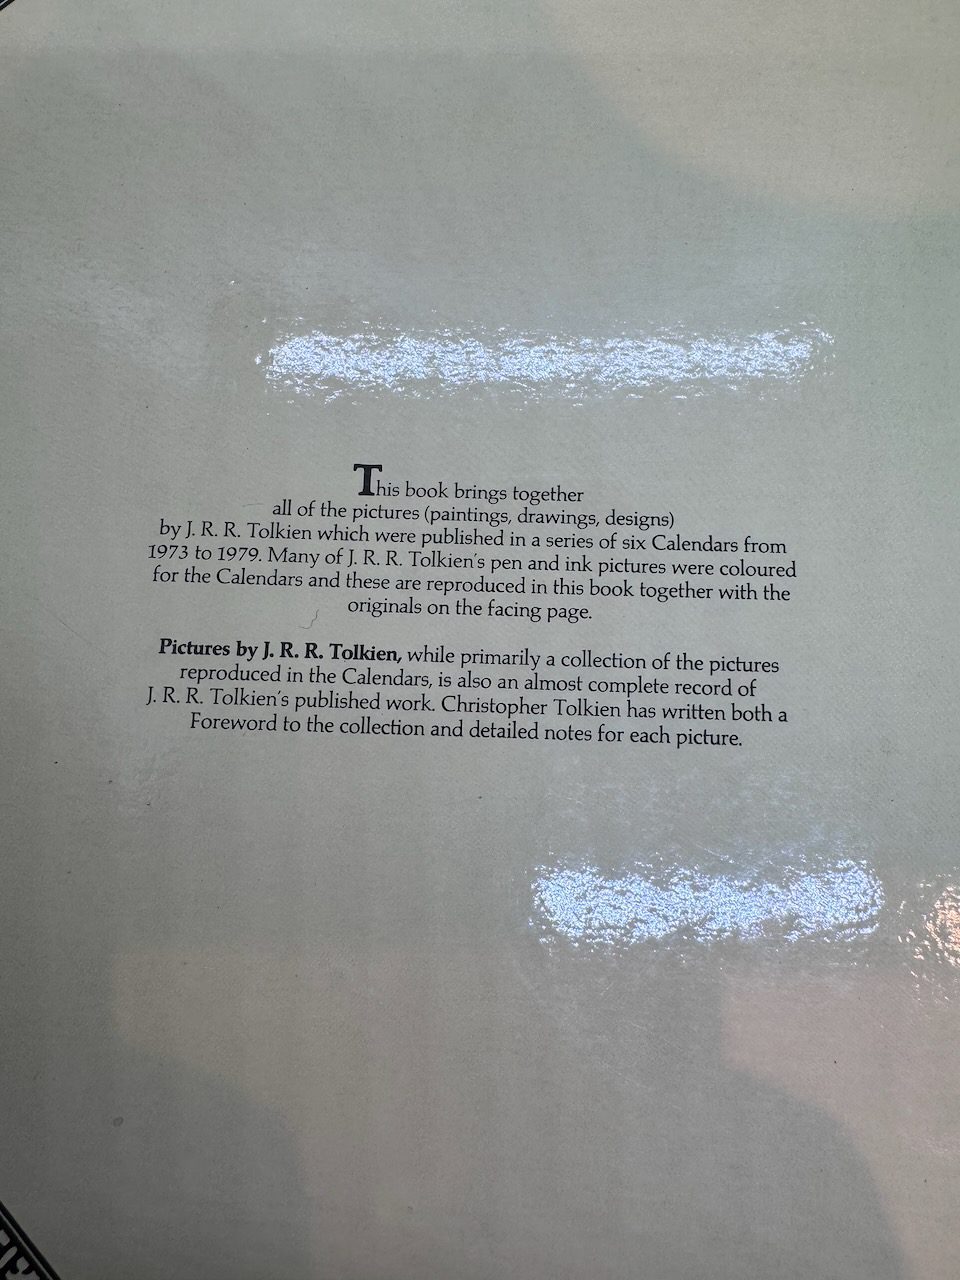 This book brings together
all of the pictures (paintings, drawings, designs)
by J. R. R. Tolkien which were published in a series of six Calendars from
1973 to 1979. Many of J. R. R. Tolkien's pen and ink pictures were coloured
for the Calendars and these are reproduced in this book together with the
originals on the facing page.
Pictures by J. R. R. Tolkien, while primarily a collection of the pictures
reproduced in the Calendars, is also an almost complete record of
J. R. R. Tolkien's published work. Christopher Tolkien has written both a
Foreword to the collection and detailed notes for each picture.